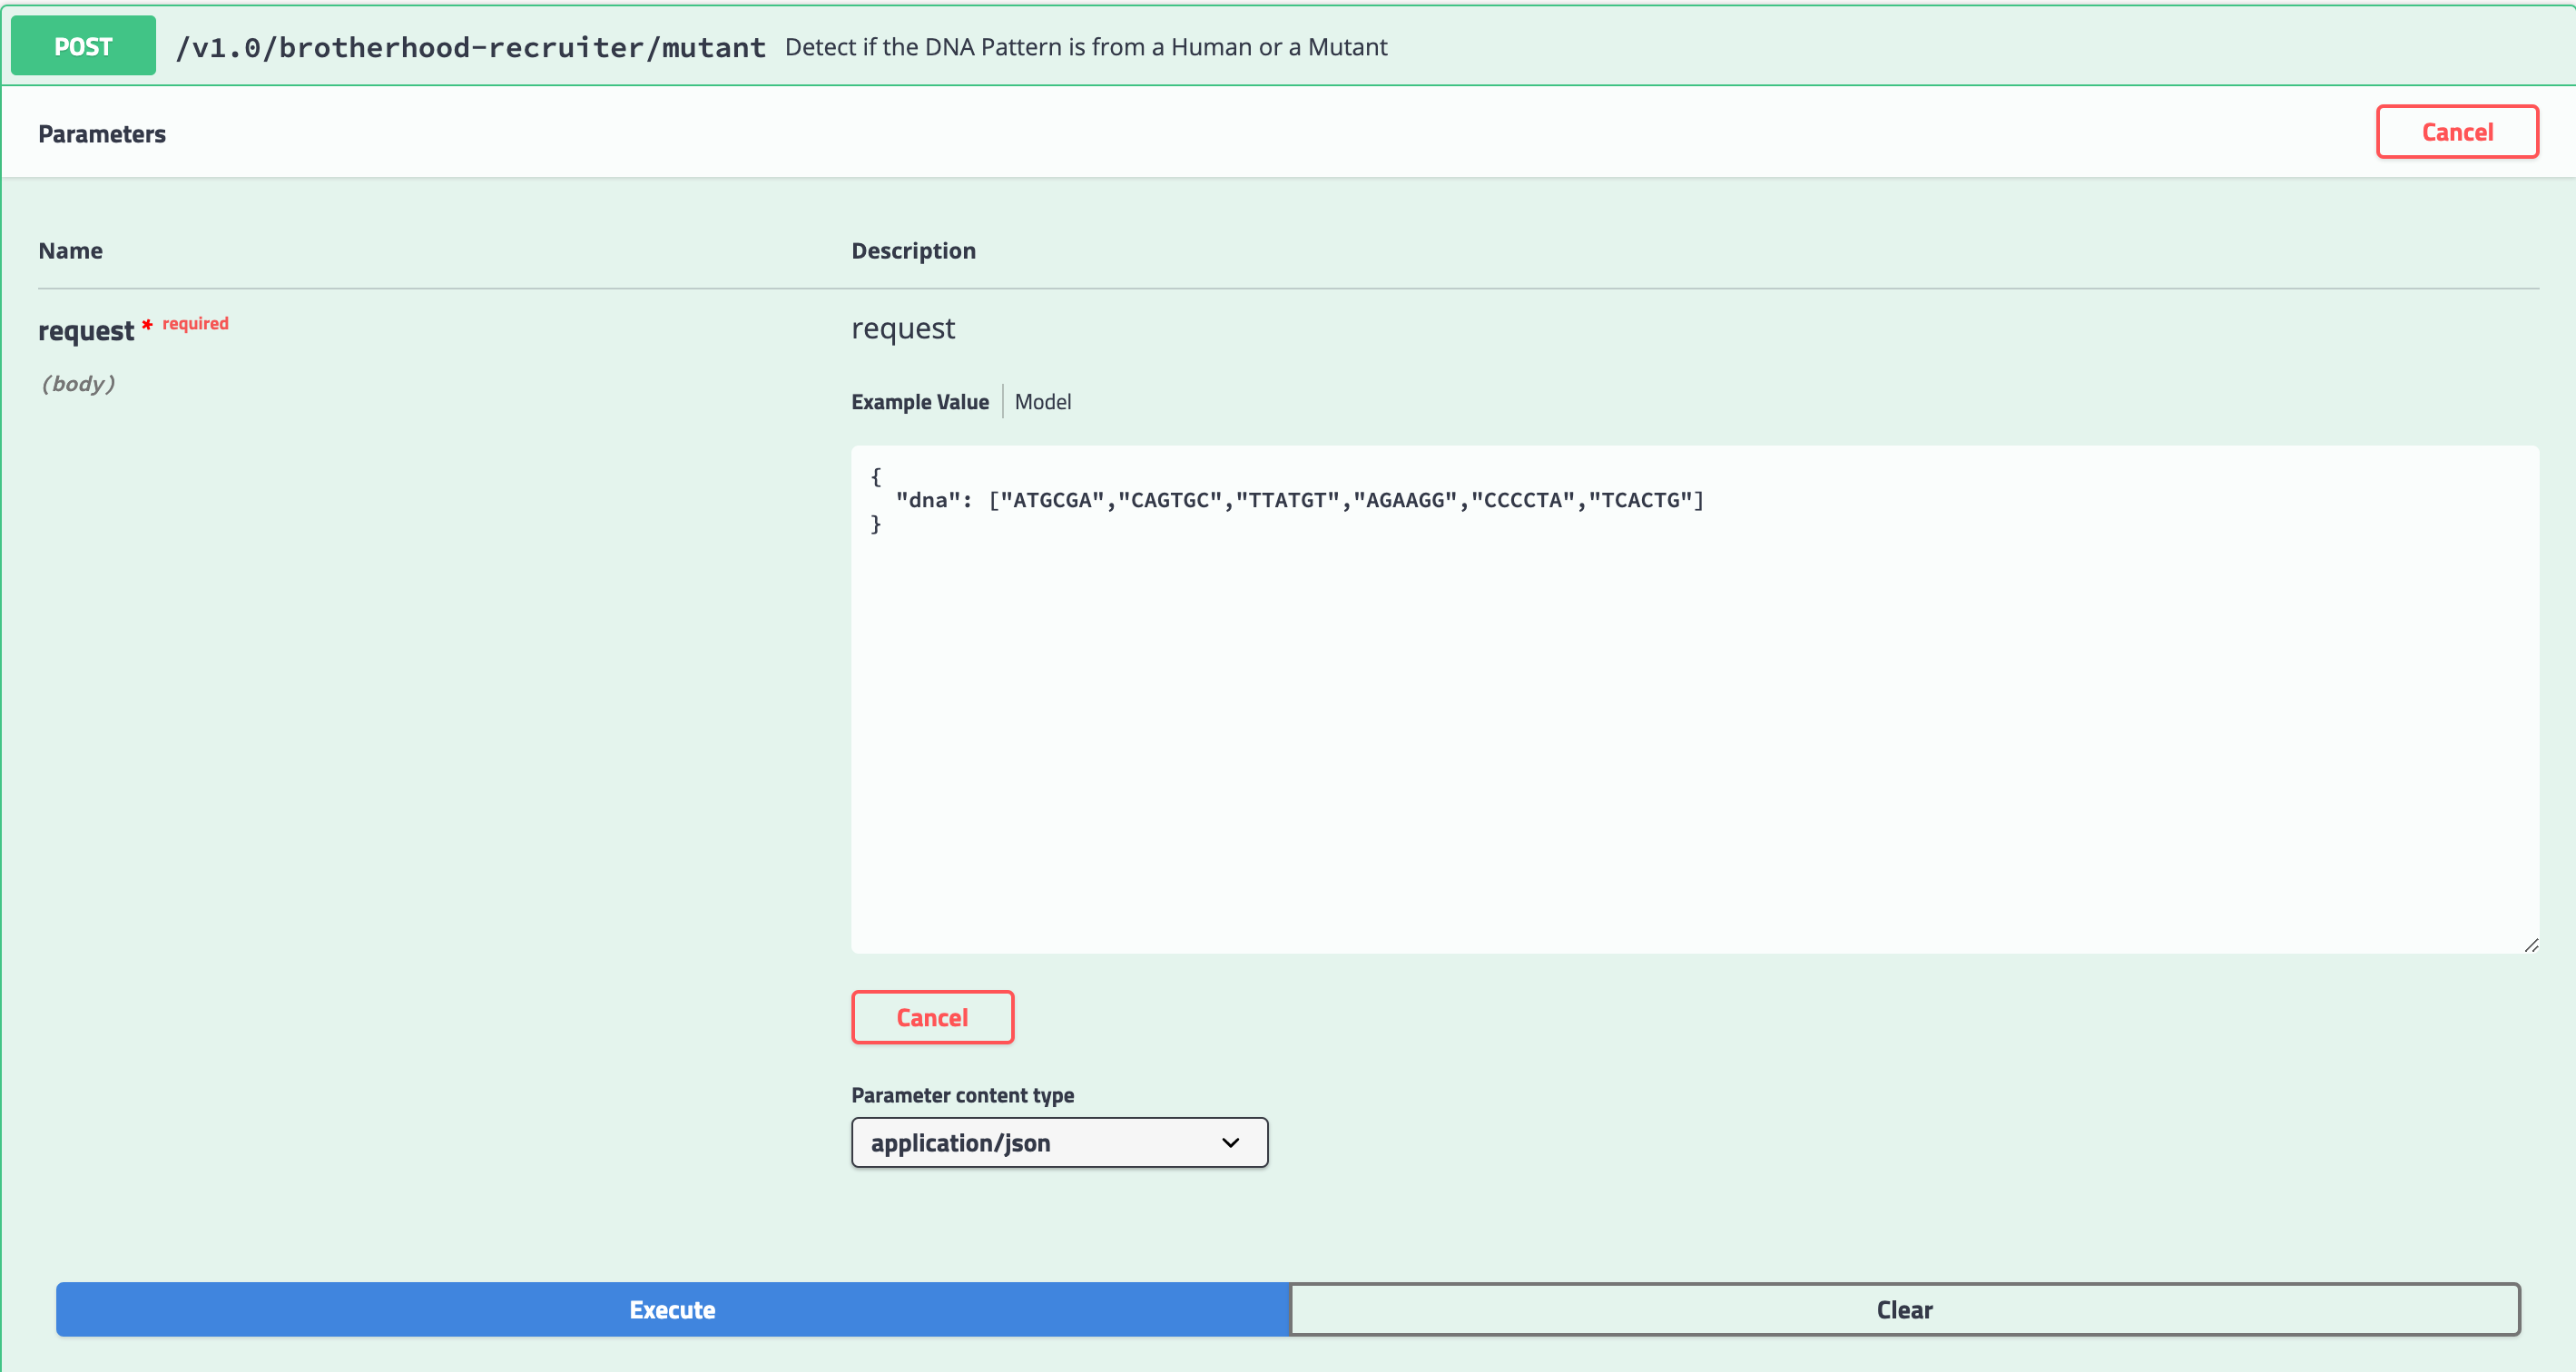 POST /v1.0/brotherhood-recruiter/mutant Detect if the DNA Pattern is from a Human or a Mutant
Parameters Cancel
Name Description
request * required request
(body)
Example Value Model
{
"dna": ["ATGCGA","CAGTGC","TTATGT","AGAAGG","CCCCTA","TCACTG"]
}
Cancel
Parameter content type
application/json
Execute Clear